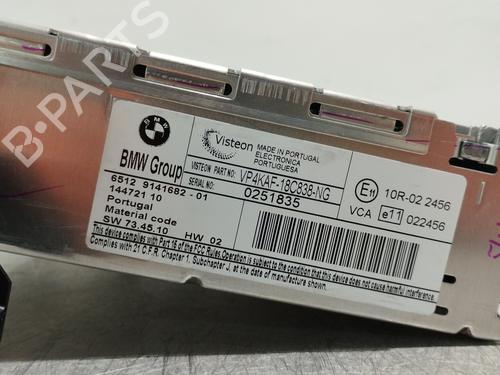 B-PARTS
BMW Group
6512 9141682 - 01
144721 10
Portugal
Material code
SW 73.45.10 HW 02
Visteon
MADE IN PORTUGAL
ELECTRONICA
PORTUGUESA
VISTEON PART NO: VP4KAF-18C838-NG
SERIAL NO: 0251835
E11 10R-02 2456
VCA e11 022456
This device complies with Part 15 of the FCC Rules. Operation is subject to the condition that this device does not cause harmful interference.
Complies with 21 C.F.R. Chapter 1. Subchapter J, in effect at date of manufacture.